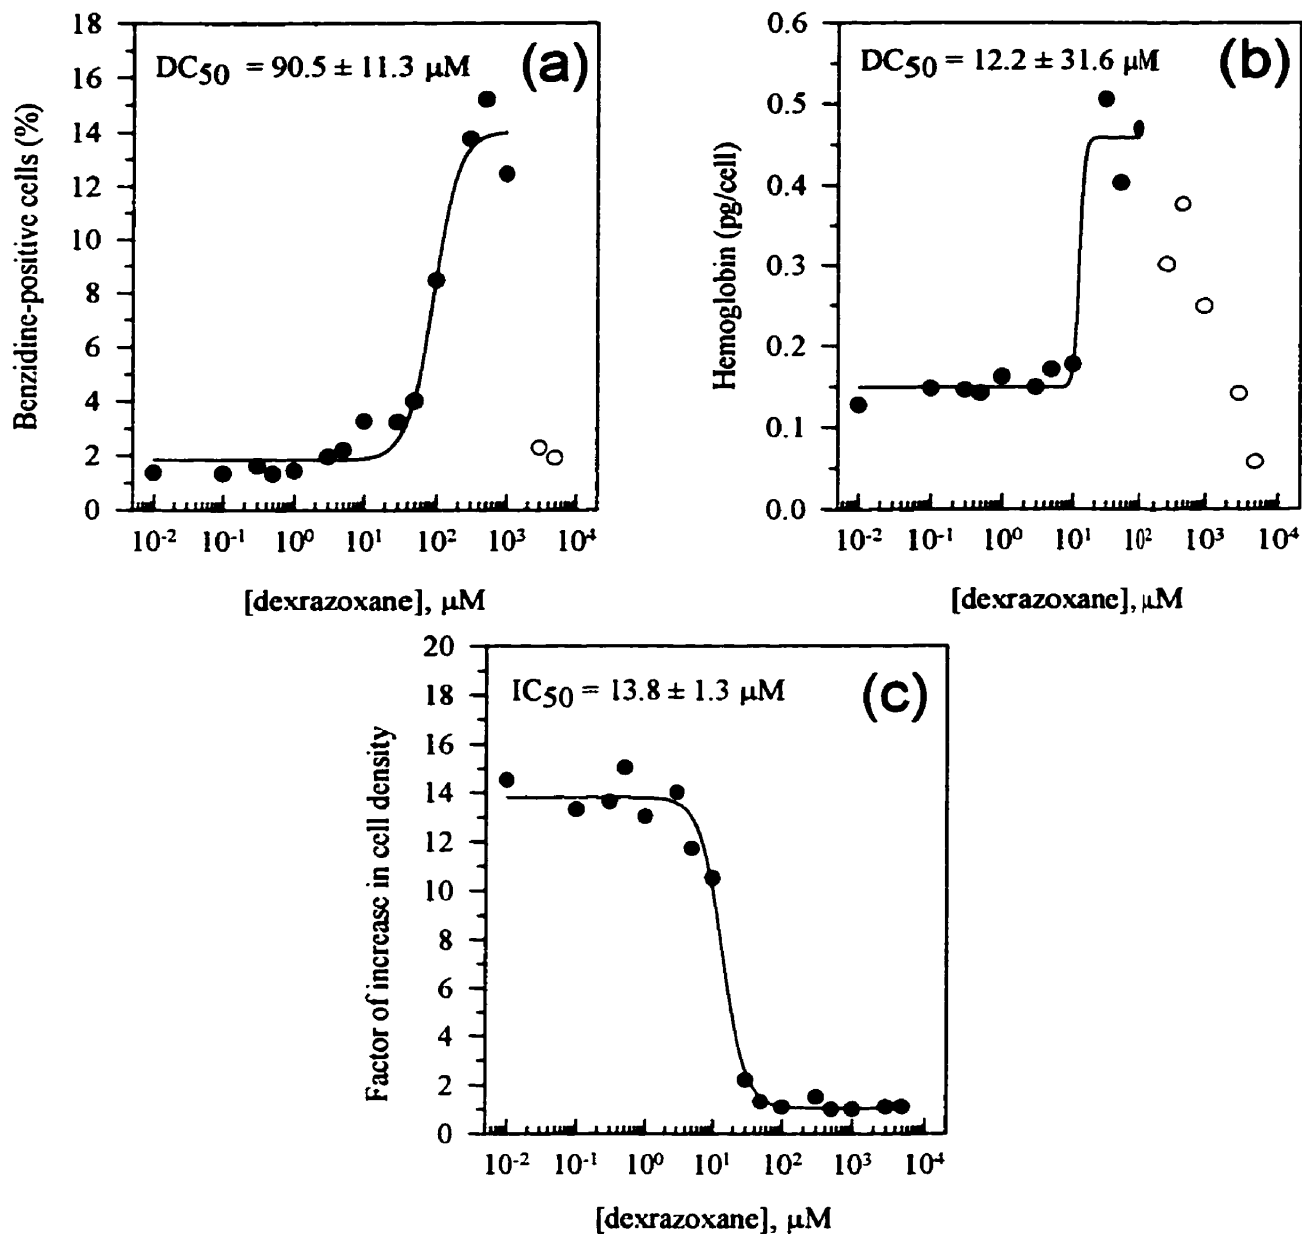 DC50 = 90.5 ± 11.3 µM
(a)
Benzidine-positive cells (%)
18
16
14
12
10
8
6
4
2
0
10-2 10-1 100 101 102 103 104
[dexrazoxane], µM
DC50 = 12.2 ± 31.6 µM
(b)
Hemoglobin (pg/cell)
0.6
0.5
0.4
0.3
0.2
0.1
0.0
10-2 10-1 100 101 102 103 104
[dexrazoxane], µM
IC50 = 13.8 ± 1.3 µM
(c)
Factor of increase in cell density
20
18
16
14
12
10
8
6
4
2
0
10-2 10-1 100 101 102 103 104
[dexrazoxane], µM